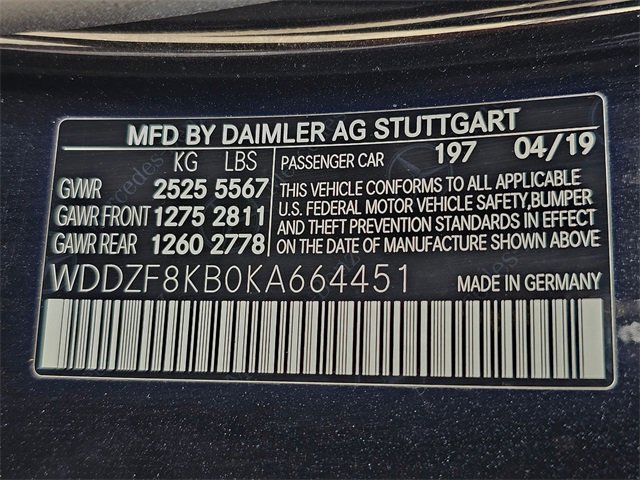 MFD BY DAIMLER AG STUTTGART
KG LBS
GVWR 2525 5567
GAWR FRONT 1275 2811
GAWR REAR 1260 2778
PASSENGER CAR 197 04/19
THIS VEHICLE CONFORMS TO ALL APPLICABLE
U.S. FEDERAL MOTOR VEHICLE SAFETY,BUMPER
AND THEFT PREVENTION STANDARDS IN EFFECT
ON DATE OF MANUFACTURE SHOWN ABOVE
WDDZF8KB0KA664451 MADE IN GERMANY